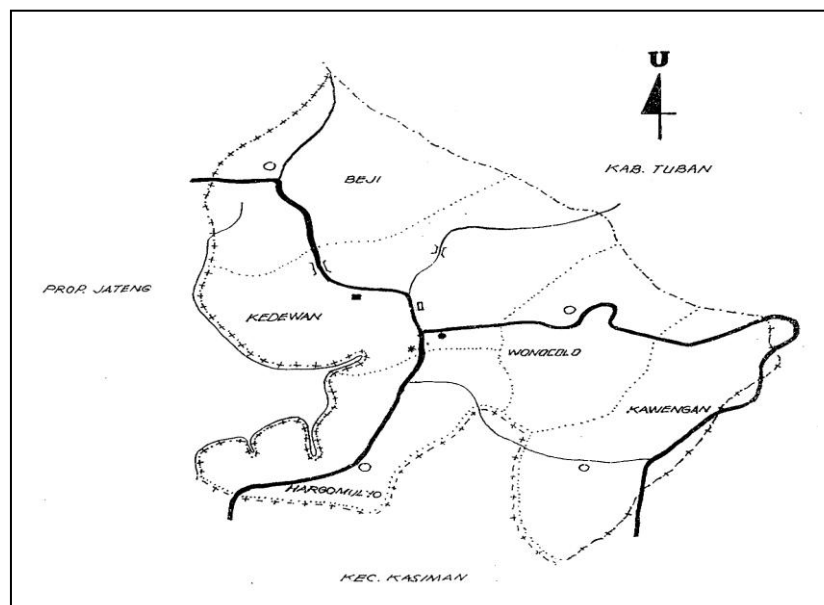 U
KAB. TUBAN
BEJI
PROP. JATENG
KEDEWAN
WONOCOLO
KAWENGAN
HARGOMULYO
KEC. KASIMAN